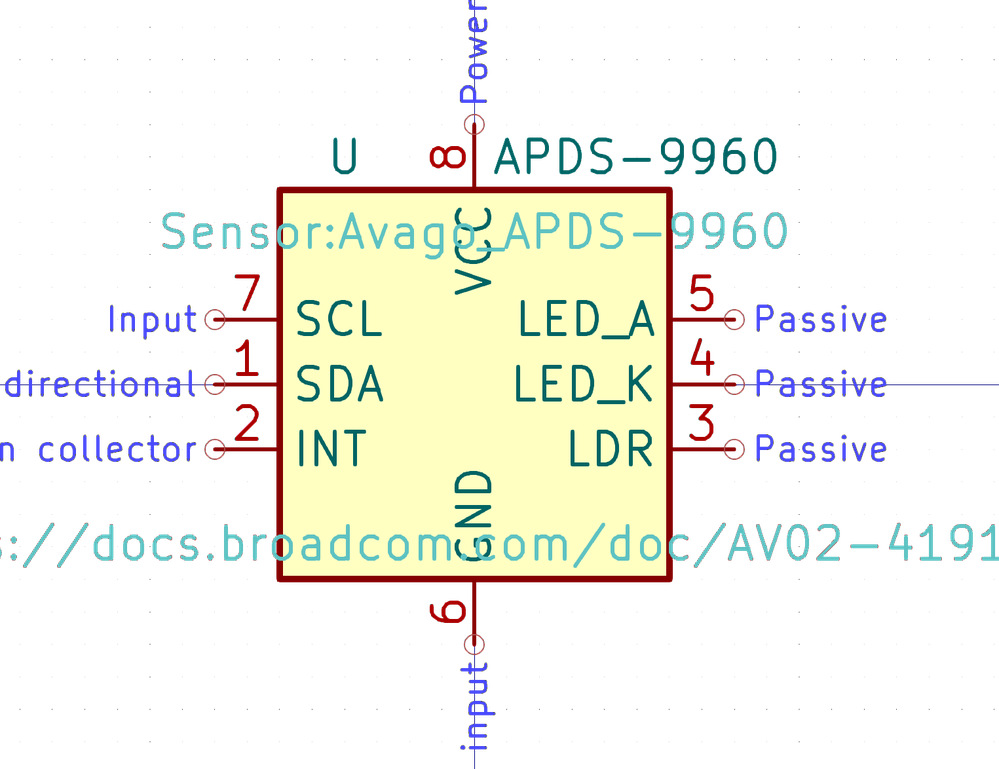 Power
U
8
APDS-9960
Sensor:Avago_APDS-9960
VCC
Input
7
SCL
LED_A
5
Passive
directional
1
SDA
LED_K
4
Passive
n collector
2
INT
LDR
3
Passive
GND
s://docs.broadcom.com/doc/AV02-4191
6
input